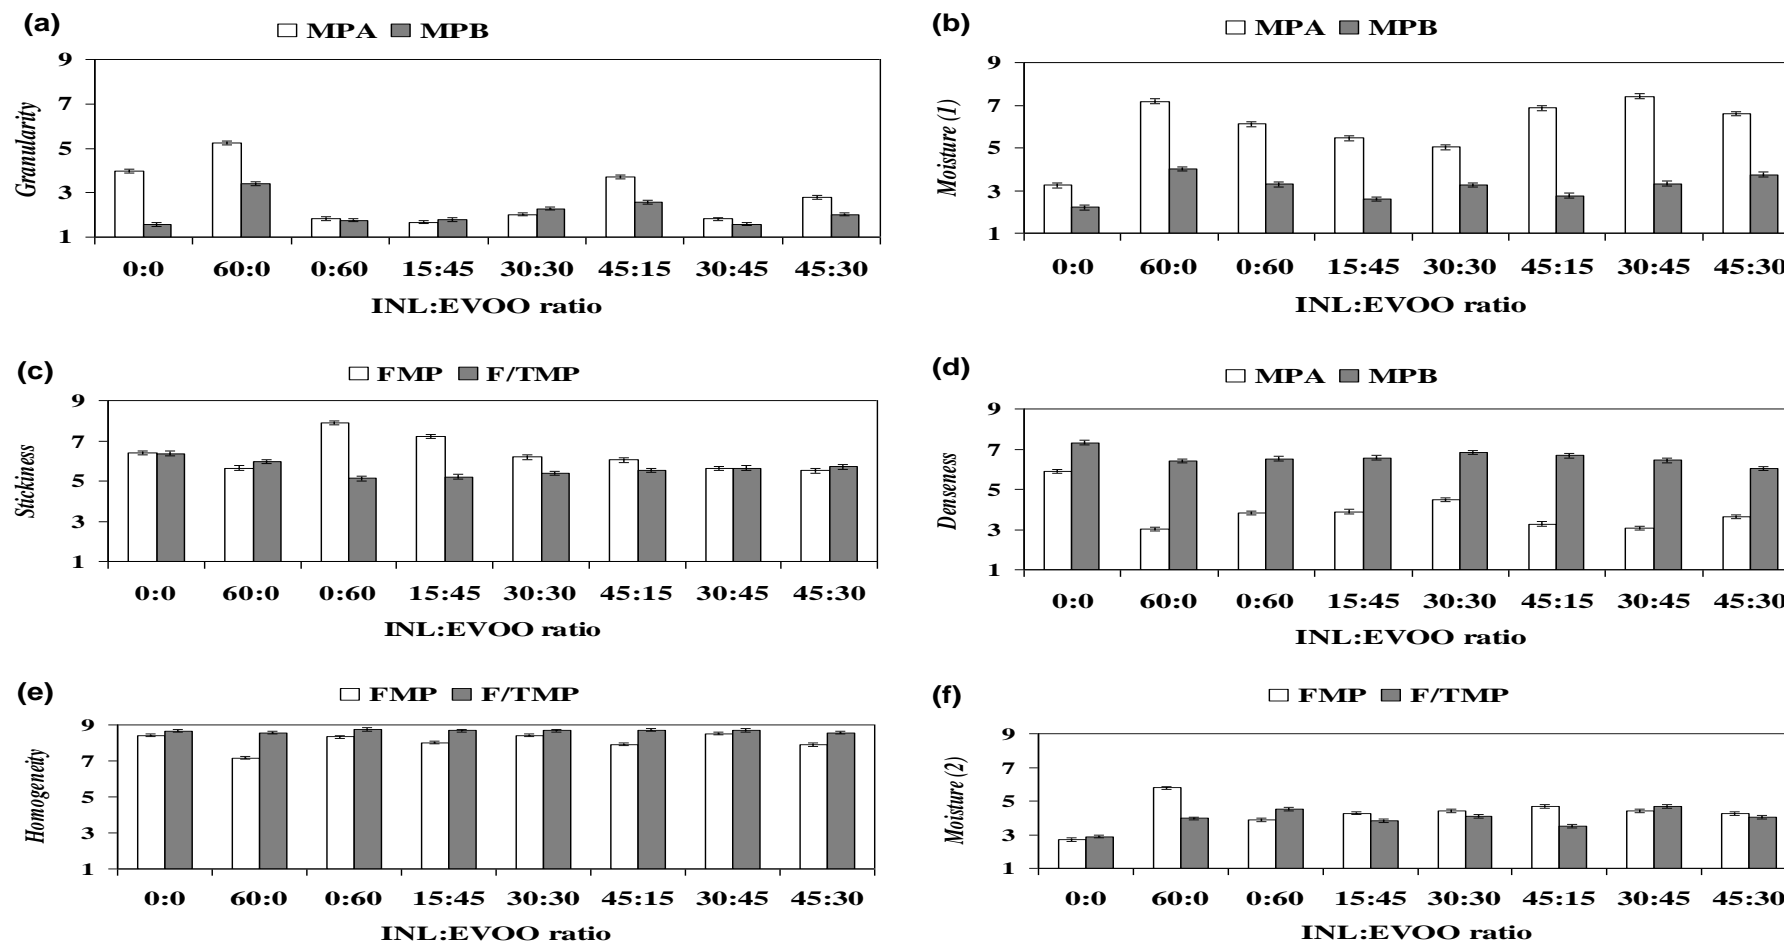 (a)
MPA MPB
9
7
5
3
1
Granularity
0:0 60:0 0:60 15:45 30:30 45:15 30:45 45:30
INL:EVOO ratio
(b)
MPA MPB
9
7
5
3
1
Moisture (1)
0:0 60:0 0:60 15:45 30:30 45:15 30:45 45:30
INL:EVOO ratio
(c)
FMP F/TMP
9
7
5
3
1
Stickiness
0:0 60:0 0:60 15:45 30:30 45:15 30:45 45:30
INL:EVOO ratio
(d)
MPA MPB
9
7
5
3
1
Denseness
0:0 60:0 0:60 15:45 30:30 45:15 30:45 45:30
INL:EVOO ratio
(e)
FMP F/TMP
9
7
5
3
1
Homogeneity
0:0 60:0 0:60 15:45 30:30 45:15 30:45 45:30
INL:EVOO ratio
(f)
FMP F/TMP
9
7
5
3
1
Moisture (2)
0:0 60:0 0:60 15:45 30:30 45:15 30:45 45:30
INL:EVOO ratio